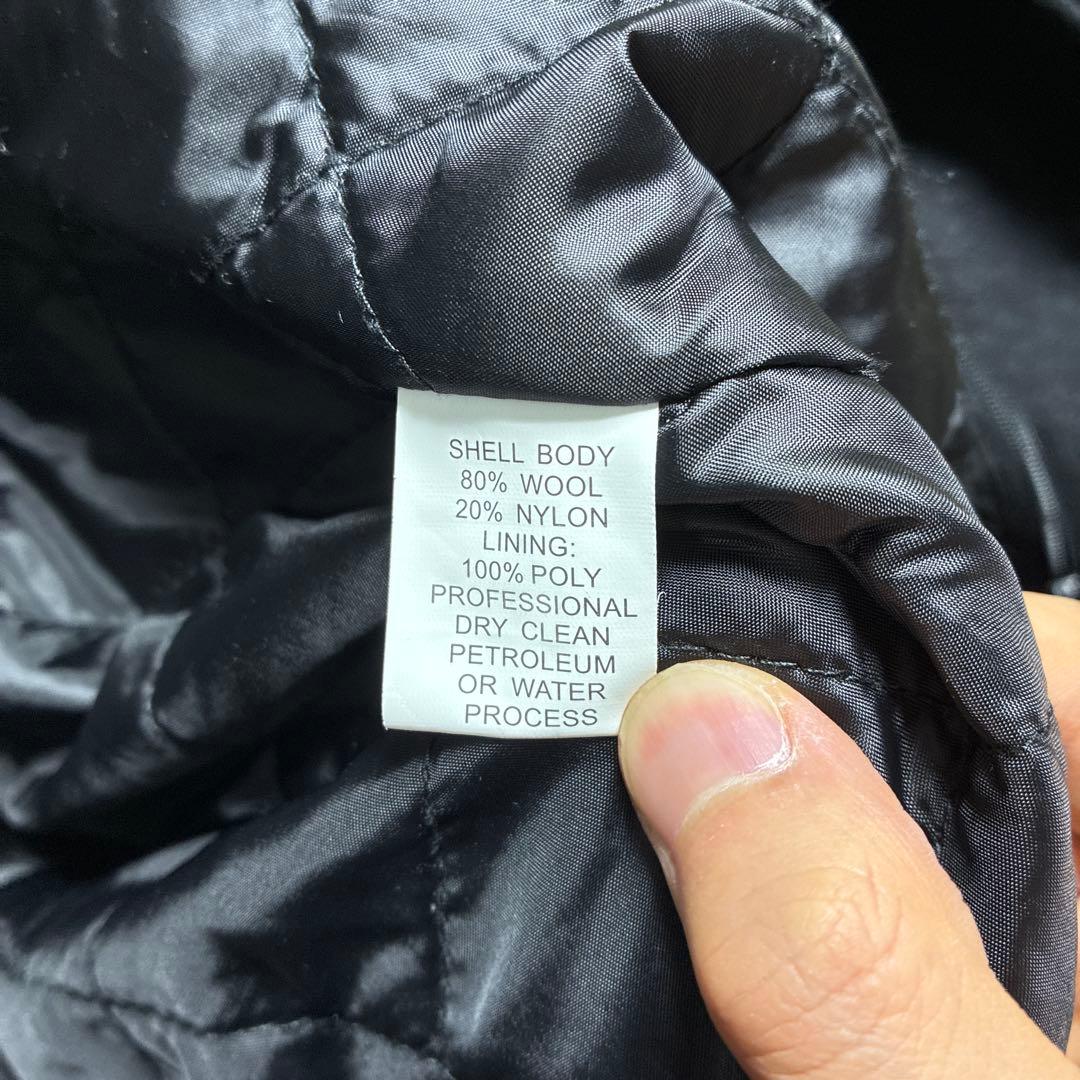 SHELL BODY
80% WOOL
20% NYLON
LINING:
100% POLY
PROFESSIONAL
DRY CLEAN
PETROLEUM
OR WATER
PROCESS